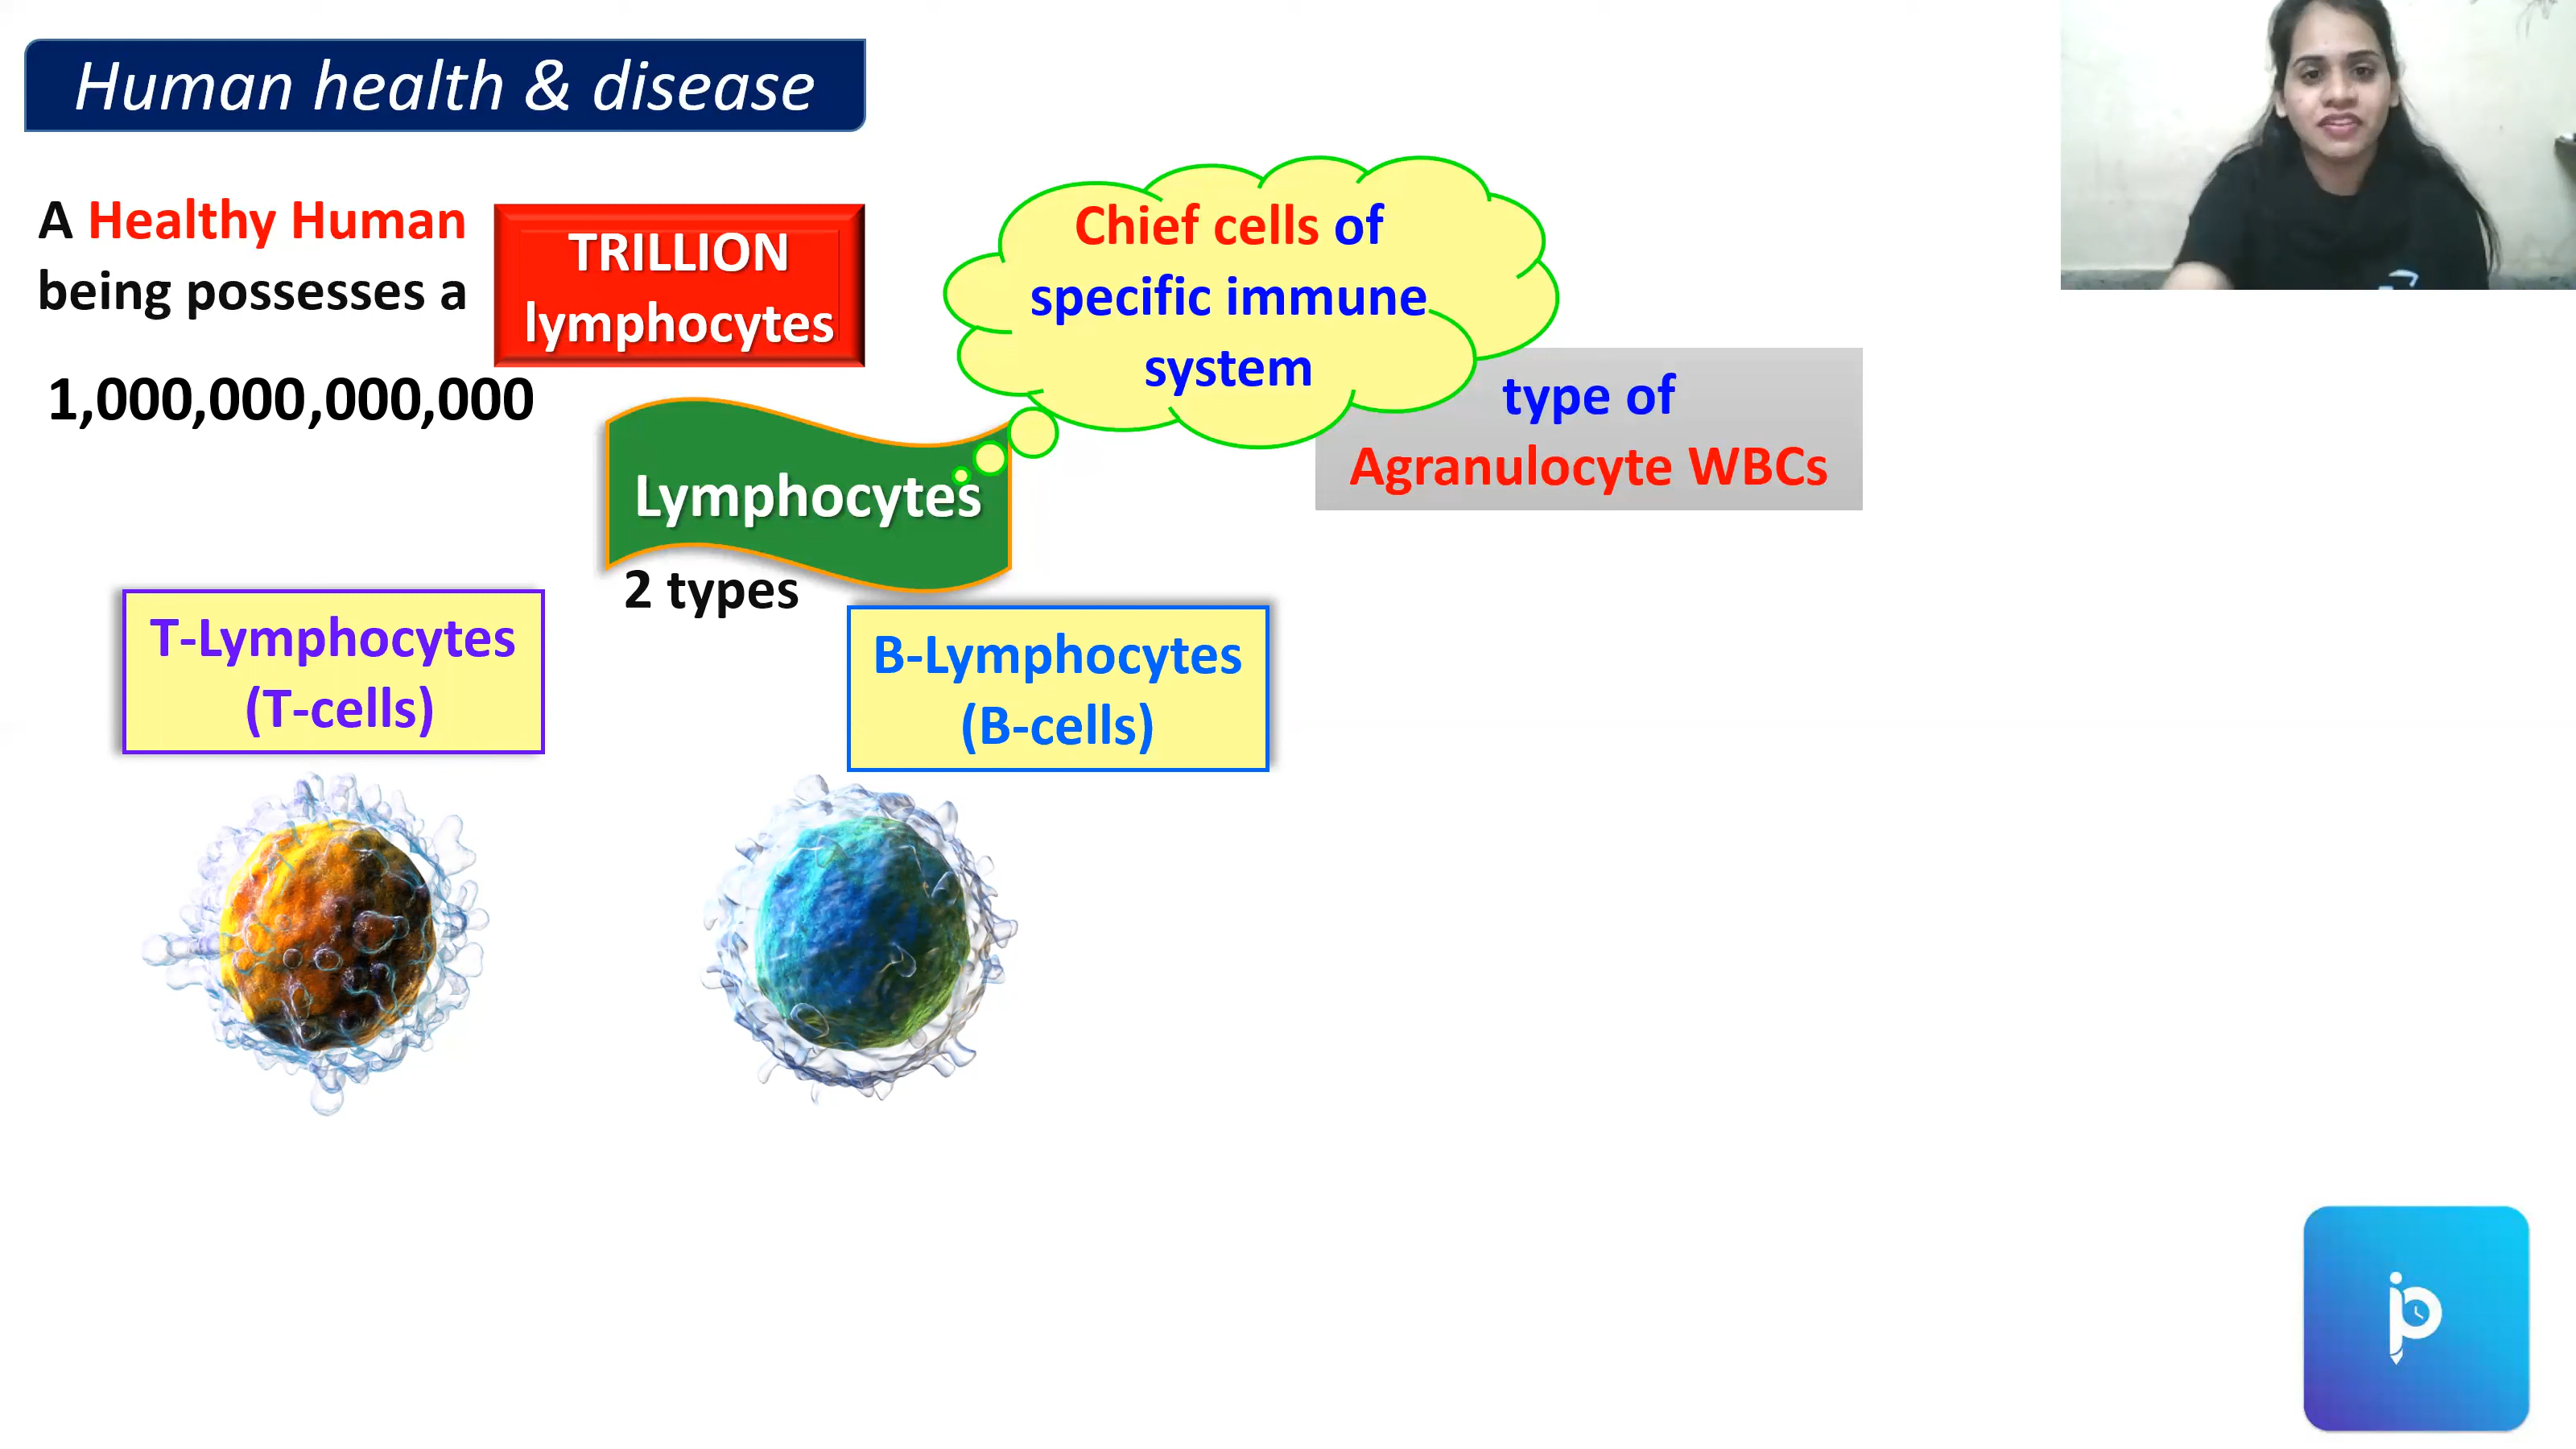 Human health & disease
A Healthy Human
being possesses a
TRILLION
lymphocytes
1,000,000,000,000
Chief cells of
specific immune
system
type of
Agranulocyte WBCs
Lymphocytes
2 types
T-Lymphocytes
(T-cells)
B-Lymphocytes
(B-cells)